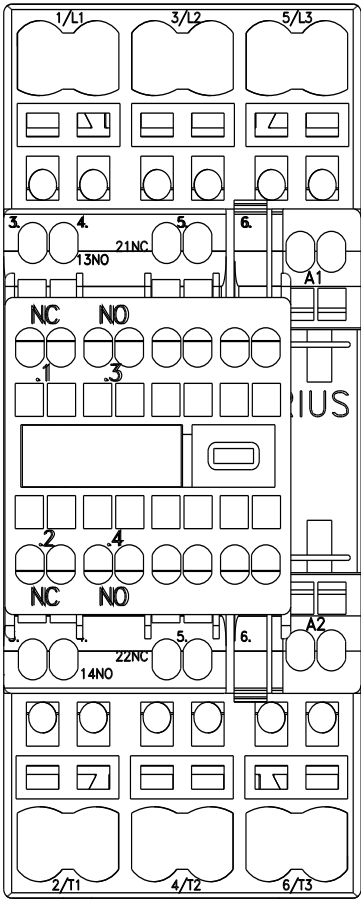 1/L1 3/L2 5/L3
3. 4. 5. 6.
13NO 21NC
A1
NC NO
.1 .3
RIUS
.2 .4
NC NO
A2
5. 6.
14NO 22NC
2/T1 4/T2 6/T3